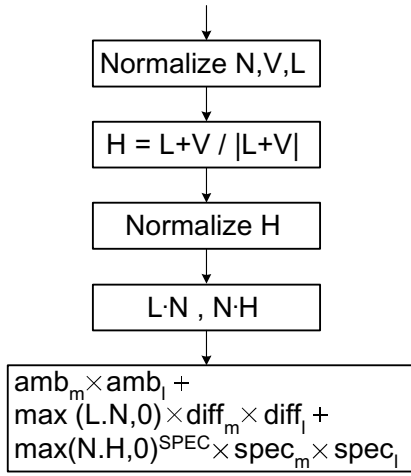 Normalize N,V,L
H = L+V / |L+V|
Normalize H
L·N , N·H
amb_m × amb_l +
max (L.N,0) × diff_m × diff_l +
max(N.H,0)^SPEC × spec_m × spec_l